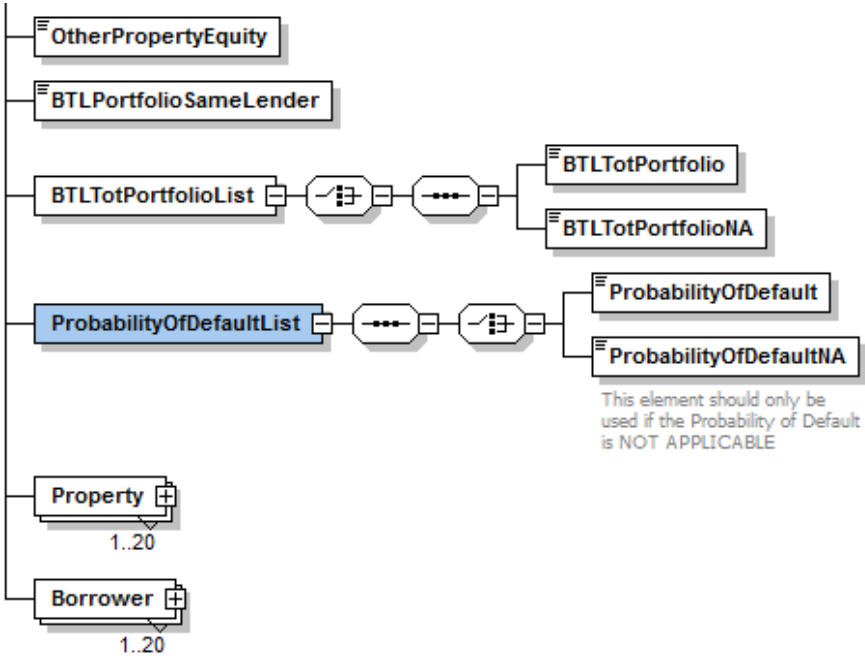 OtherPropertyEquity
BTLPortfolioSameLender
BTLTotPortfolioList
BTLTotPortfolio
BTLTotPortfolioNA
ProbabilityOfDefaultList
ProbabilityOfDefault
ProbabilityOfDefaultNA
This element should only be
used if the Probability of Default
is NOT APPLICABLE
Property
1..20
Borrower
1..20